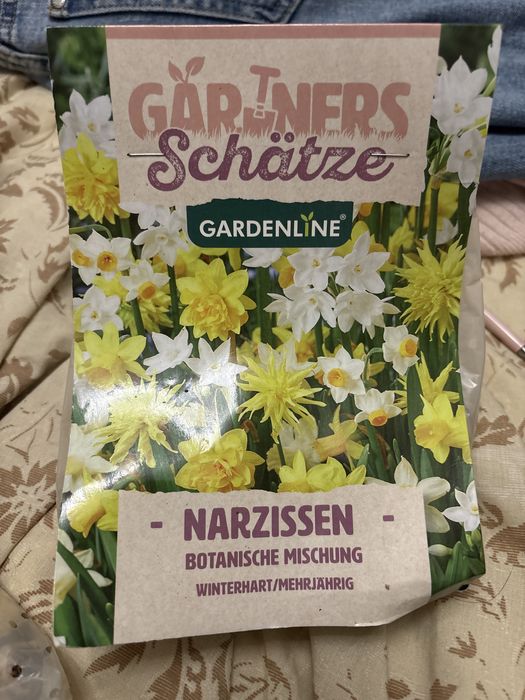 GÄRTNERS
Schätze
GARDENLINE®
- NARZISSEN -
BOTANISCHE MISCHUNG
WINTERHART/MEHRJÄHRIG